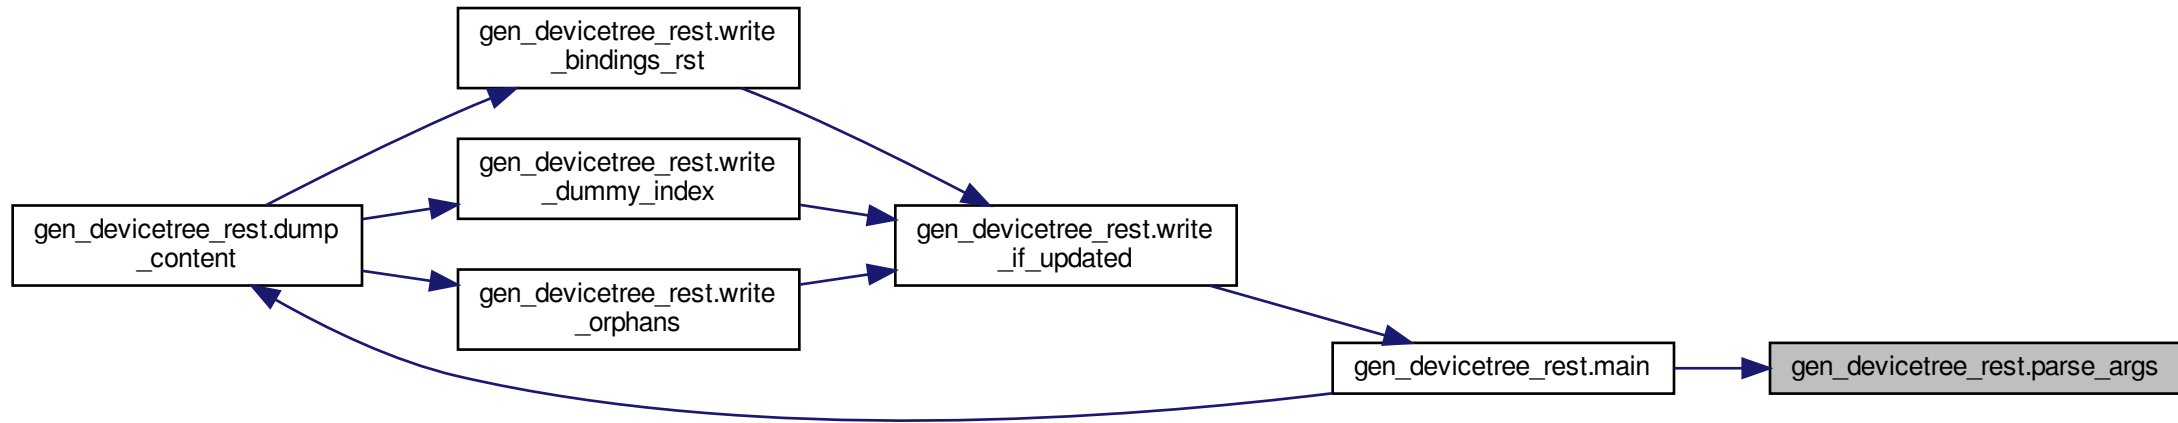 gen_devicetree_rest.write
_bindings_rst
gen_devicetree_rest.write
_dummy_index
gen_devicetree_rest.dump
_content
gen_devicetree_rest.write
_if_updated
gen_devicetree_rest.write
_orphans
gen_devicetree_rest.main
gen_devicetree_rest.parse_args